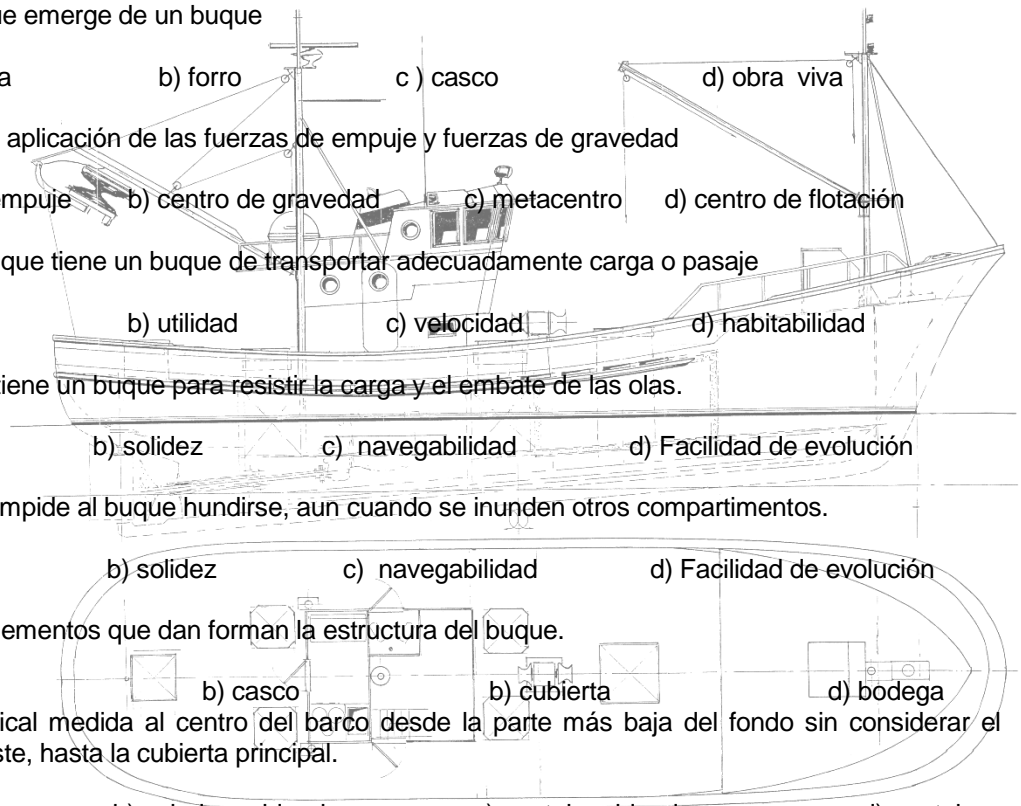 ue emerge de un buque
a b) forro c ) casco d) obra viva
aplicación de las fuerzas de empuje y fuerzas de gravedad
empuje b) centro de gravedad c) metacentro d) centro de flotación
que tiene un buque de transportar adecuadamente carga o pasaje
b) utilidad c) velocidad d) habitabilidad
tiene un buque para resistir la carga y el embate de las olas.
b) solidez c) navegabilidad d) Facilidad de evolución
mpide al buque hundirse, aun cuando se inunden otros compartimentos.
b) solidez c) navegabilidad d) Facilidad de evolución
ementos que dan forman la estructura del buque.
b) casco b) cubierta d) bodega
ical medida al centro del barco desde la parte más baja del fondo sin considerar el
ste, hasta la cubierta principal.